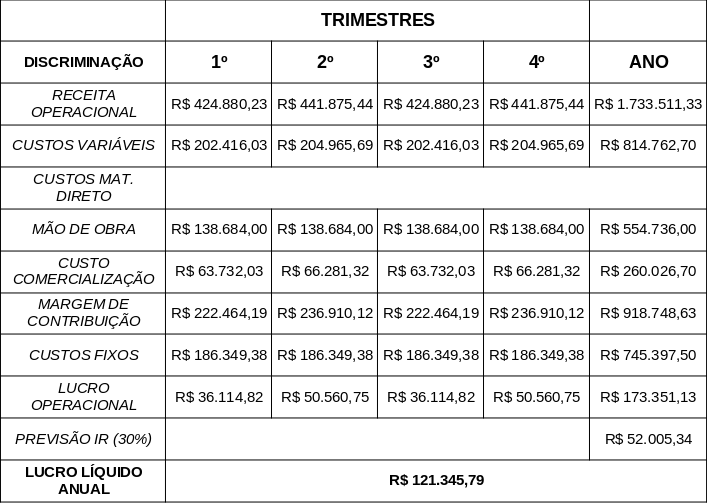 TRIMESTRES
DISCRIMINAÇÃO 1º 2º 3º 4º ANO
RECEITA
OPERACIONAL R$ 424.880,23 R$ 441.875,44 R$ 424.880,23 R$ 441.875,44 R$ 1.733.511,33
CUSTOS VARIÁVEIS R$ 202.416,03 R$ 204.965,69 R$ 202.416,03 R$ 204.965,69 R$ 814.762,70
CUSTOS MAT.
DIRETO
MÃO DE OBRA R$ 138.684,00 R$ 138.684,00 R$ 138.684,00 R$ 138.684,00 R$ 554.736,00
CUSTO
COMERCIALIZAÇÃO R$ 63.732,03 R$ 66.281,32 R$ 63.732,03 R$ 66.281,32 R$ 260.026,70
MARGEM DE
CONTRIBUIÇÃO R$ 222.464,19 R$ 236.910,12 R$ 222.464,19 R$ 236.910,12 R$ 918.748,63
CUSTOS FIXOS R$ 186.349,38 R$ 186.349,38 R$ 186.349,38 R$ 186.349,38 R$ 745.397,50
LUCRO
OPERACIONAL R$ 36.114,82 R$ 50.560,75 R$ 36.114,82 R$ 50.560,75 R$ 173.351,13
PREVISÃO IR (30%) R$ 52.005,34
LUCRO LÍQUIDO
ANUAL R$ 121.345,79